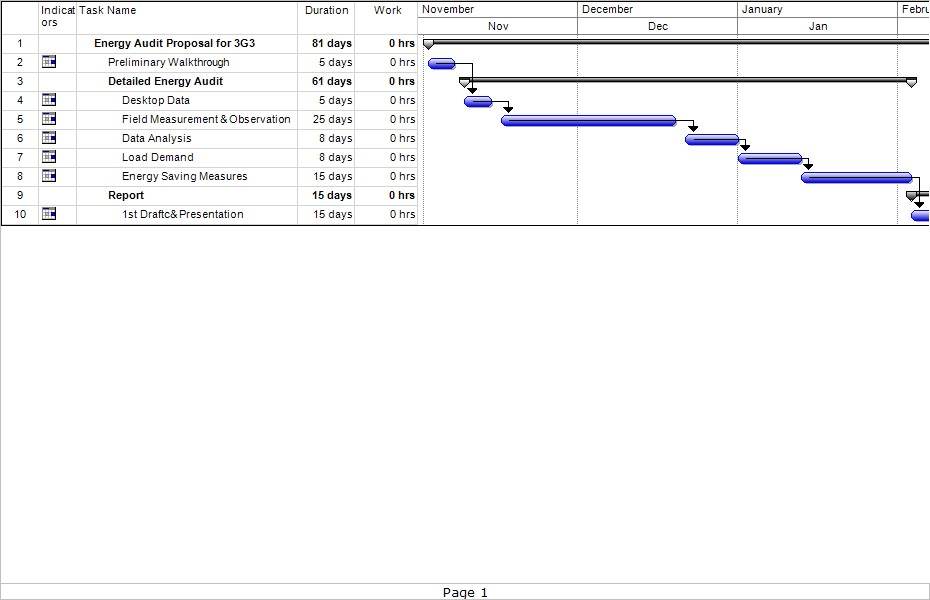 Indicat Task Name Duration Work November December January Febru
ors
Nov Dec Jan
1 Energy Audit Proposal for 3G3 81 days 0 hrs
2 Preliminary Walkthrough 5 days 0 hrs
3 Detailed Energy Audit 61 days 0 hrs
4 Desktop Data 5 days 0 hrs
5 Field Measurement & Observation 25 days 0 hrs
6 Data Analysis 8 days 0 hrs
7 Load Demand 8 days 0 hrs
8 Energy Saving Measures 15 days 0 hrs
9 Report 15 days 0 hrs
10 1st Draftc& Presentation 15 days 0 hrs
Page 1